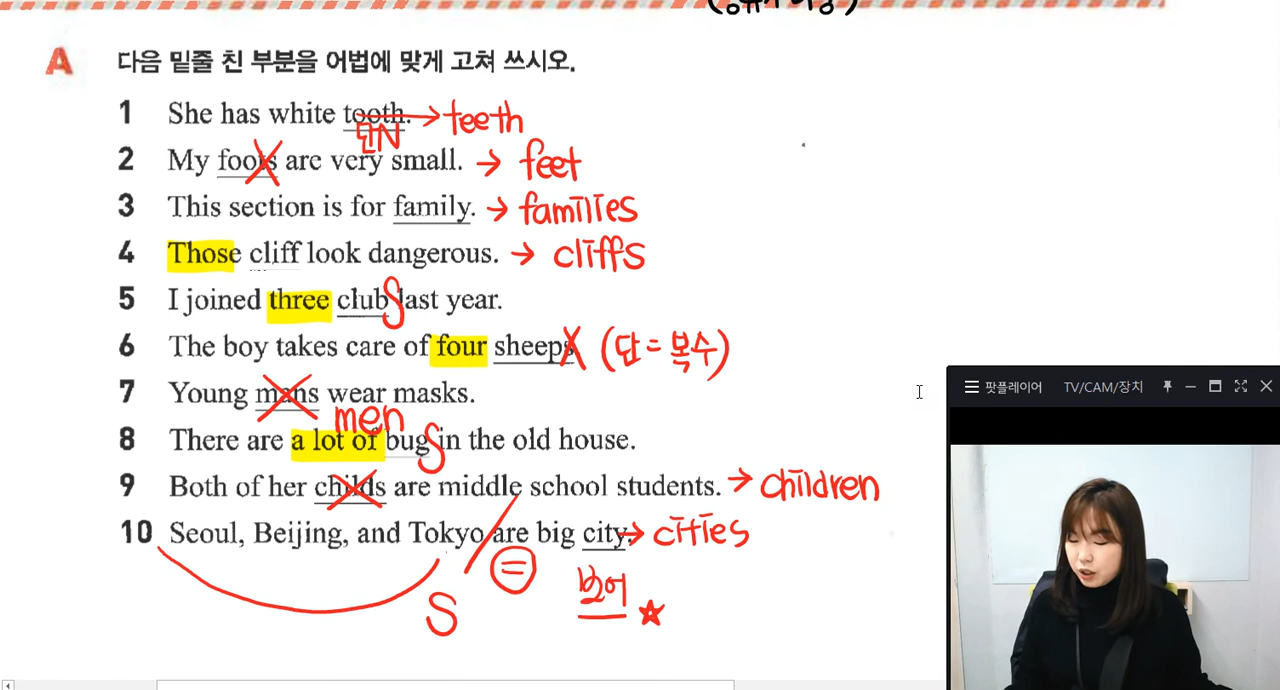 A 다음 밑줄 친 부분을 어법에 맞게 고쳐 쓰시오.
1 She has white tooth. → teeth
단N
2 My foots are very small. → feet
3 This section is for family. → families
4 Those cliff look dangerous. → cliffs
5 I joined three club S last year.
6 The boy takes care of four sheeps X (단 = 복수)
7 Young mans wear masks.
men
8 There are a lot of bug S in the old house.
9 Both of her childs are middle school students. → children
10 Seoul, Beijing, and Tokyo / are big city. → cities
S = 보어
팟플레이어 TV/CAM/장치